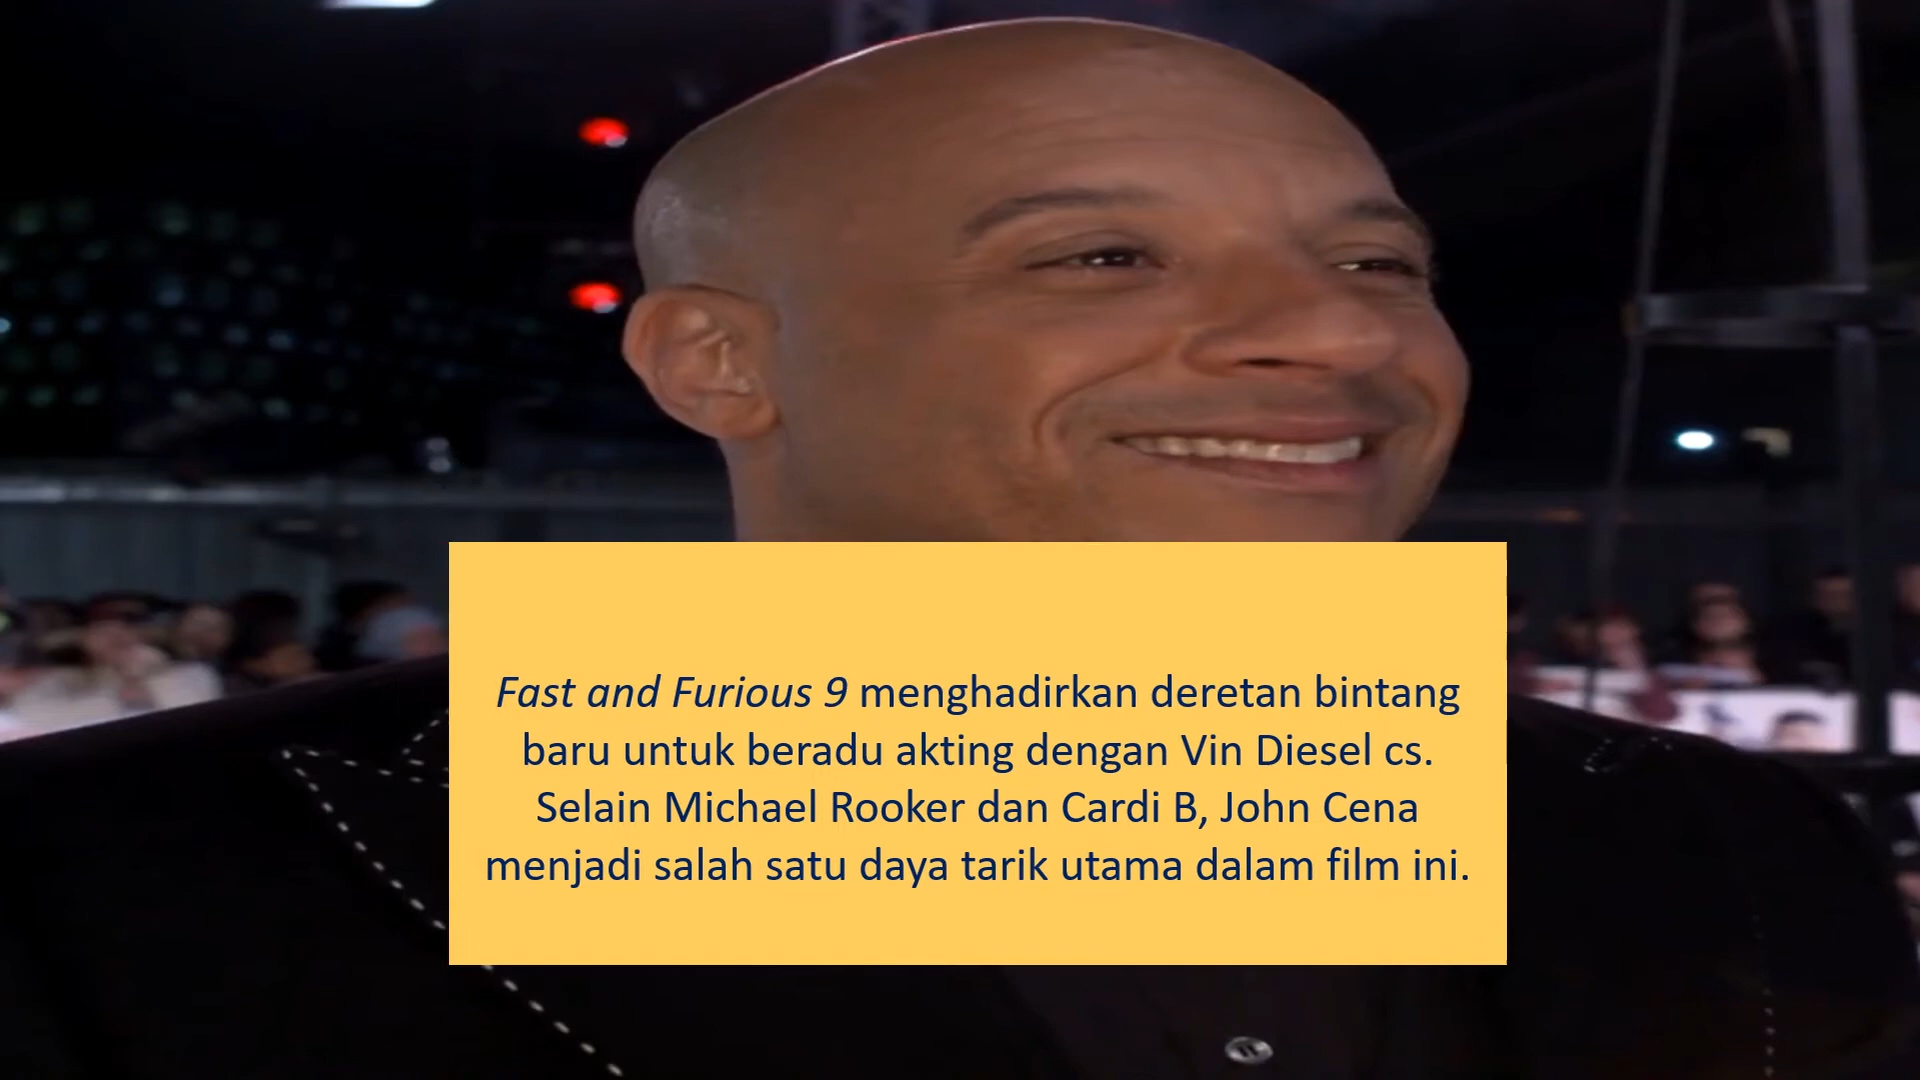 Fast and Furious 9 menghadirkan deretan bintang
baru untuk beradu akting dengan Vin Diesel cs.
Selain Michael Rooker dan Cardi B, John Cena
menjadi salah satu daya tarik utama dalam film ini.